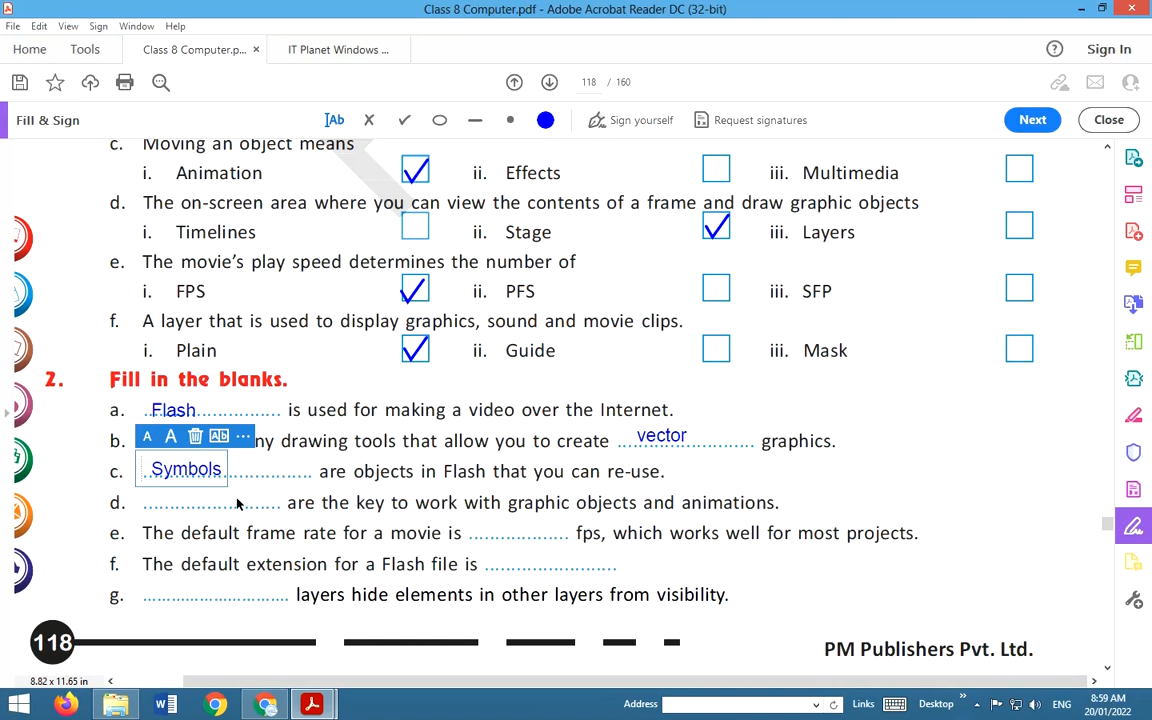 Class 8 Computer.pdf - Adobe Acrobat Reader DC (32-bit)
File Edit View Sign Window Help
Home Tools Class 8 Computer.p... × IT Planet Windows ... Sign In
118 / 160
Fill & Sign Ab Sign yourself Request signatures Next Close
c. Moving an object means
i. Animation ii. Effects iii. Multimedia
d. The on-screen area where you can view the contents of a frame and draw graphic objects
i. Timelines ii. Stage iii. Layers
e. The movie's play speed determines the number of
i. FPS ii. PFS iii. SFP
f. A layer that is used to display graphics, sound and movie clips.
i. Plain ii. Guide iii. Mask
2. Fill in the blanks.
a. Flash is used for making a video over the Internet.
A A Ab ...
b. ny drawing tools that allow you to create vector graphics.
c. Symbols are objects in Flash that you can re-use.
d. ........................ are the key to work with graphic objects and animations.
e. The default frame rate for a movie is .................. fps, which works well for most projects.
f. The default extension for a Flash file is .......................
g. .......................... layers hide elements in other layers from visibility.
118 PM Publishers Pvt. Ltd.
8.82 x 11.65 in
Address Links Desktop ENG 8:59 AM
20/01/2022